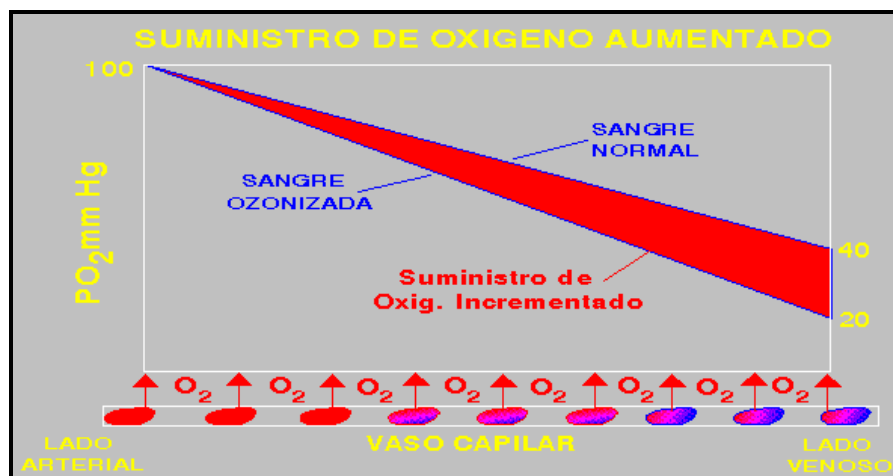 SUMINISTRO DE OXIGENO AUMENTADO
100
SANGRE
NORMAL
SANGRE
OZONIZADA
PO2mm Hg
40
Suministro de
Oxig. Incrementado
20
O2 O2 O2 O2 O2 O2 O2 O2
LADO
ARTERIAL
VASO CAPILAR
LADO
VENOSO